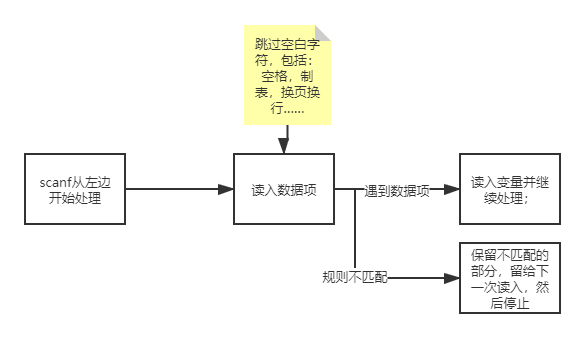 跳过空白字
符，包括：
空格，制
表，换页换
行......
scanf从左边
开始处理
读入数据项
遇到数据项
读入变量并继
续处理；
规则不匹配
保留不匹配的
部分，留给下
一次读入，然
后停止